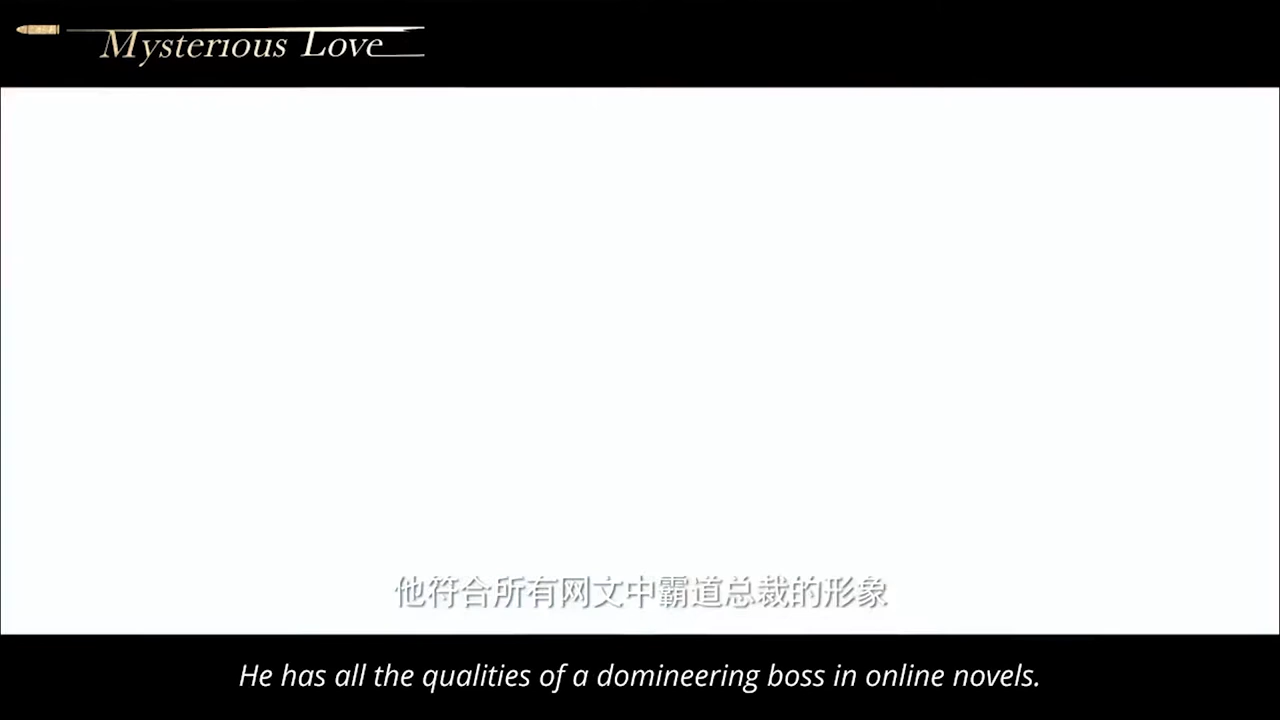 Mysterious Love
他符合所有网文中霸道总裁的形象
He has all the qualities of a domineering boss in online novels.